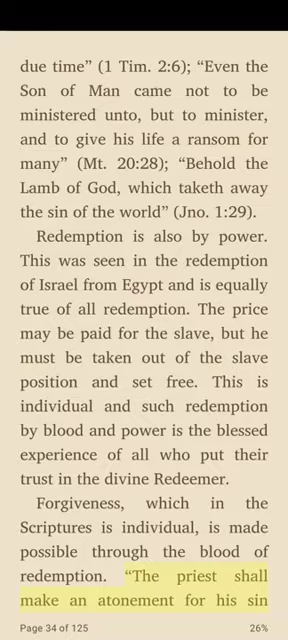 due time” (1 Tim. 2:6); “Even the
Son of Man came not to be
ministered unto, but to minister,
and to give his life a ransom for
many” (Mt. 20:28); “Behold the
Lamb of God, which taketh away
the sin of the world” (Jno. 1:29).
Redemption is also by power.
This was seen in the redemption
of Israel from Egypt and is equally
true of all redemption. The price
may be paid for the slave, but he
must be taken out of the slave
position and set free. This is
individual and such redemption
by blood and power is the blessed
experience of all who put their
trust in the divine Redeemer.
Forgiveness, which in the
Scriptures is individual, is made
possible through the blood of
redemption. “The priest shall
make an atonement for his sin
Page 34 of 125
26%